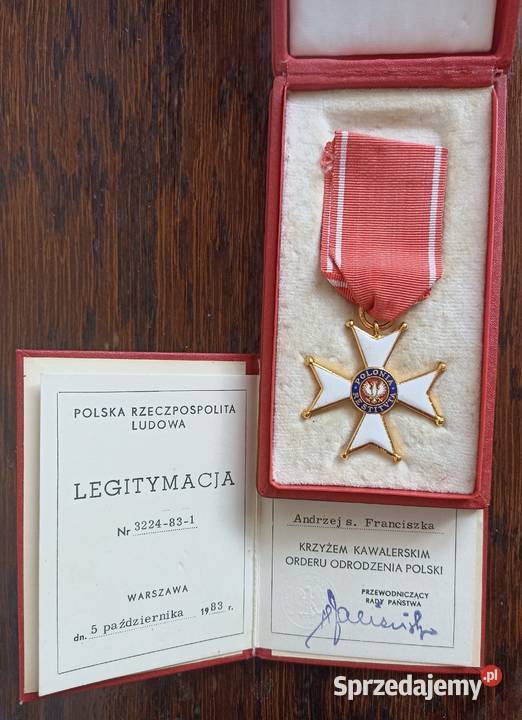 POLONIA
RESTITUTA
POLSKA RZECZPOSPOLITA
LUDOWA
LEGITYMACJA
Nr 3224-83-1
WARSZAWA
dn. 5 października 1983 r.
Andrzej s. Franciszka
KRZYŻEM KAWALERSKIM
ORDERU ODRODZENIA POLSKI
PRZEWODNICZĄCY
RADY PAŃSTWA
Sprzedajemy.pl